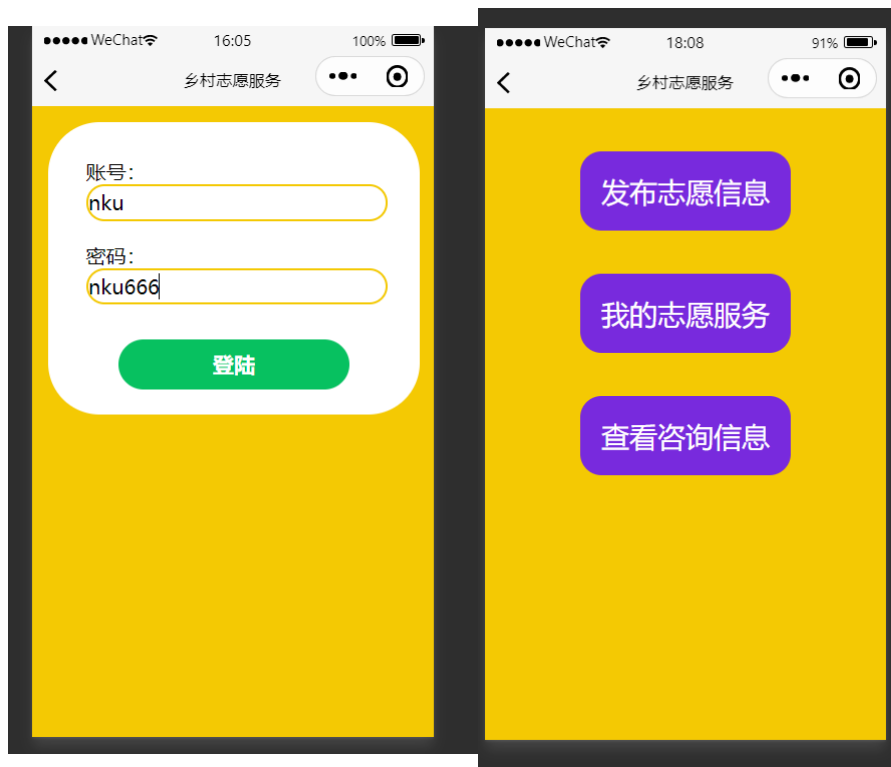 WeChat 16:05 100%
乡村志愿服务
账号：
nku
密码：
nku666
登陆
WeChat 18:08 91%
乡村志愿服务
发布志愿信息
我的志愿服务
查看咨询信息